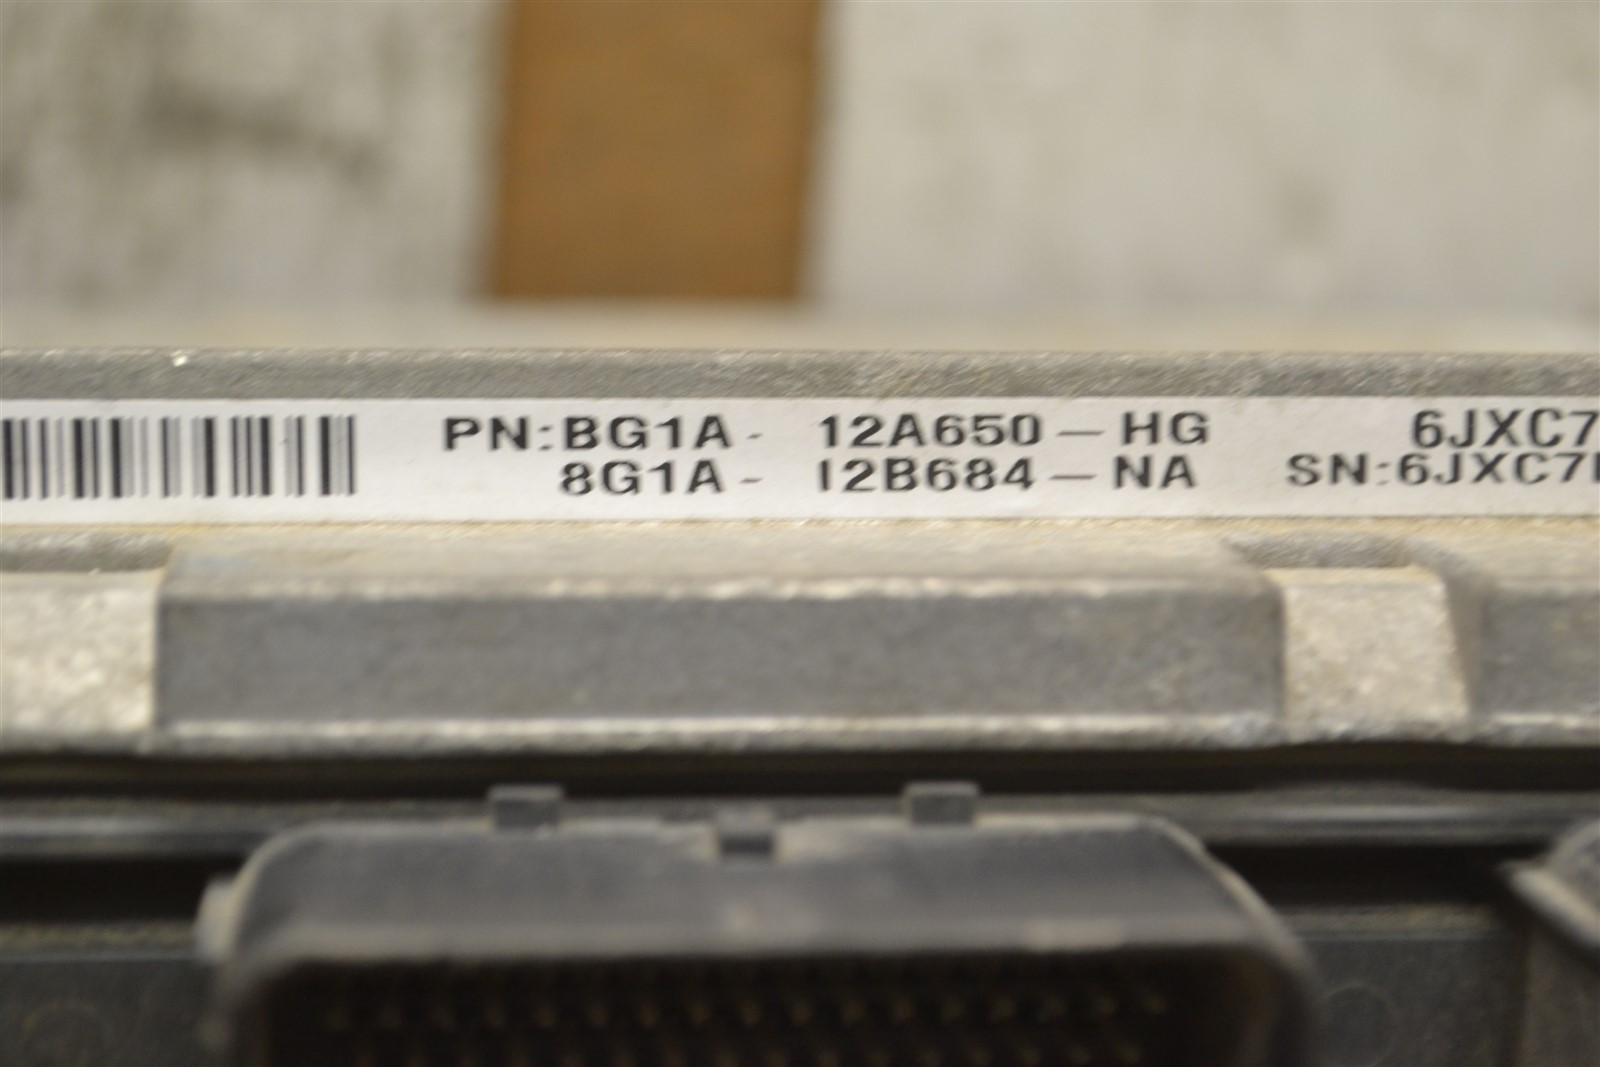 PN:BG1A- 12A650-HG 6JXC7
8G1A- 12B684-NA SN:6JXC7